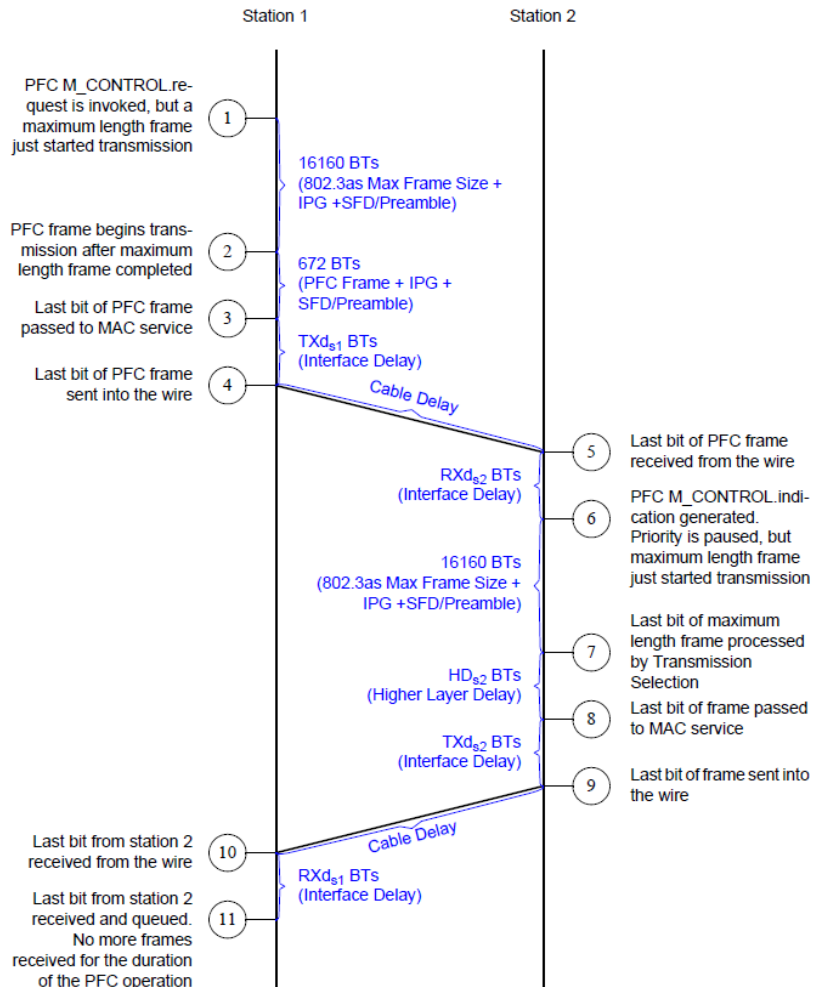 Station 1
Station 2
PFC M_CONTROL.re-
quest is invoked, but a
maximum length frame
just started transmission
1
16160 BTs
(802.3as Max Frame Size +
IPG +SFD/Preamble)
PFC frame begins trans-
mission after maximum
length frame completed
2
672 BTs
(PFC Frame + IPG +
SFD/Preamble)
Last bit of PFC frame
passed to MAC service
3
TXds1 BTs
(Interface Delay)
Last bit of PFC frame
sent into the wire
4
Cable Delay
5
Last bit of PFC frame
received from the wire
RXds2 BTs
(Interface Delay)
6
PFC M_CONTROL.indi-
cation generated.
Priority is paused, but
maximum length frame
just started transmission
16160 BTs
(802.3as Max Frame Size +
IPG +SFD/Preamble)
7
Last bit of maximum
length frame processed
by Transmission
Selection
HDs2 BTs
(Higher Layer Delay)
8
Last bit of frame passed
to MAC service
TXds2 BTs
(Interface Delay)
9
Last bit of frame sent into
the wire
Cable Delay
Last bit from station 2
received from the wire
10
RXds1 BTs
(Interface Delay)
Last bit from station 2
received and queued.
No more frames
received for the duration
of the PFC operation
11